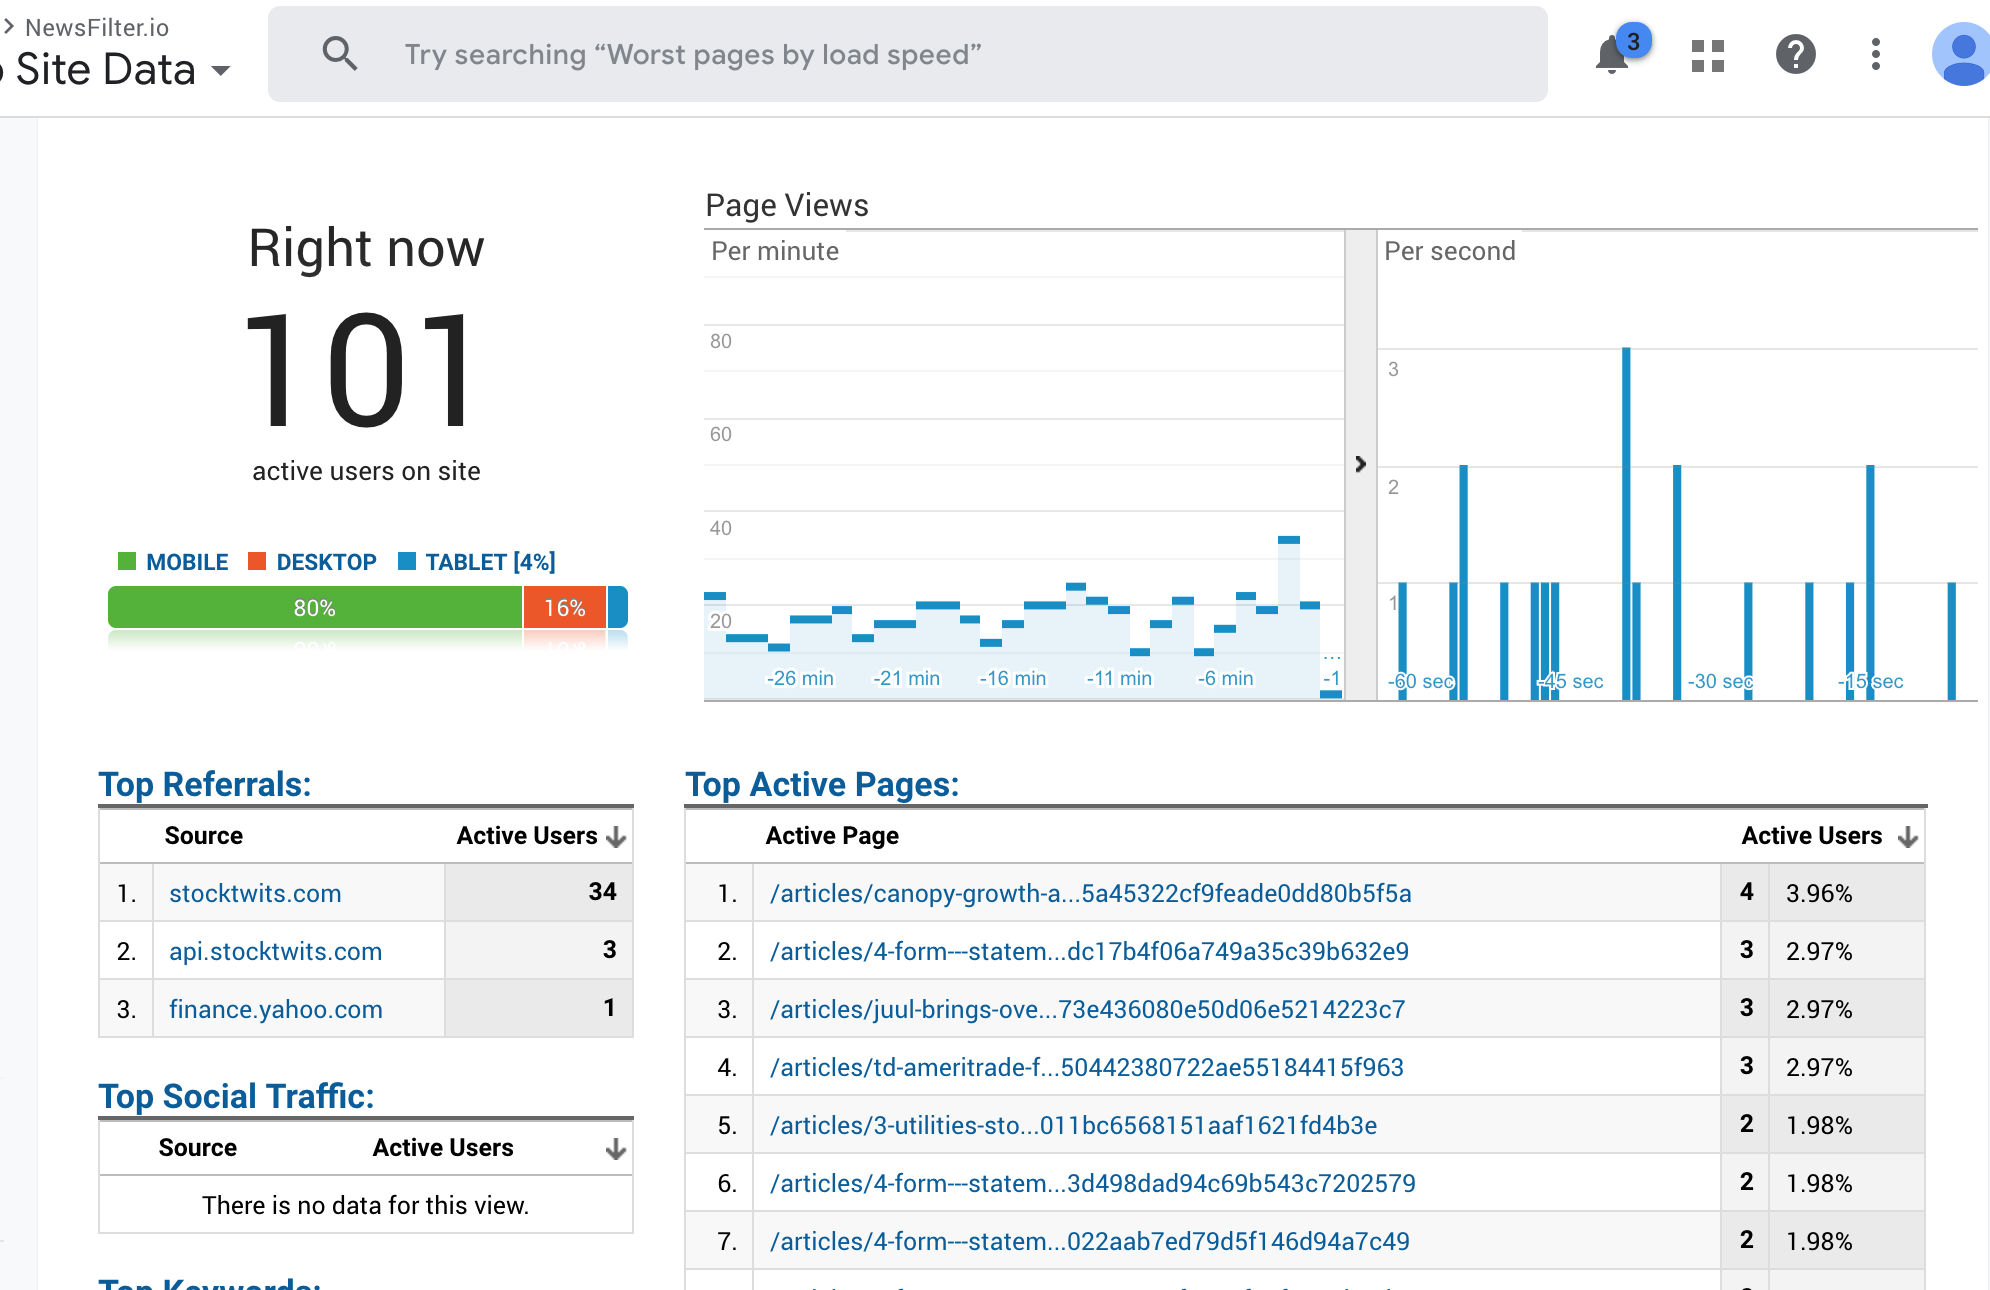 NewsFilter.io
Site Data
Try searching “Worst pages by load speed”
3
Right now
101
active users on site
MOBILE DESKTOP TABLET [4%]
80% 16%
Page Views
Per minute
80
60
40
20
-26 min -21 min -16 min -11 min -6 min -1
Per second
3
2
1
-60 sec -45 sec -30 sec -15 sec
Top Referrals:
Source Active Users
1. stocktwits.com 34
2. api.stocktwits.com 3
3. finance.yahoo.com 1
Top Social Traffic:
Source Active Users
There is no data for this view.
Top Keywords:
Top Active Pages:
Active Page Active Users
1. /articles/canopy-growth-a...5a45322cf9feade0dd80b5f5a 4 3.96%
2. /articles/4-form---statem...dc17b4f06a749a35c39b632e9 3 2.97%
3. /articles/juul-brings-ove...73e436080e50d06e5214223c7 3 2.97%
4. /articles/td-ameritrade-f...50442380722ae55184415f963 3 2.97%
5. /articles/3-utilities-sto...011bc6568151aaf1621fd4b3e 2 1.98%
6. /articles/4-form---statem...3d498dad94c69b543c7202579 2 1.98%
7. /articles/4-form---statem...022aab7ed79d5f146d94a7c49 2 1.98%